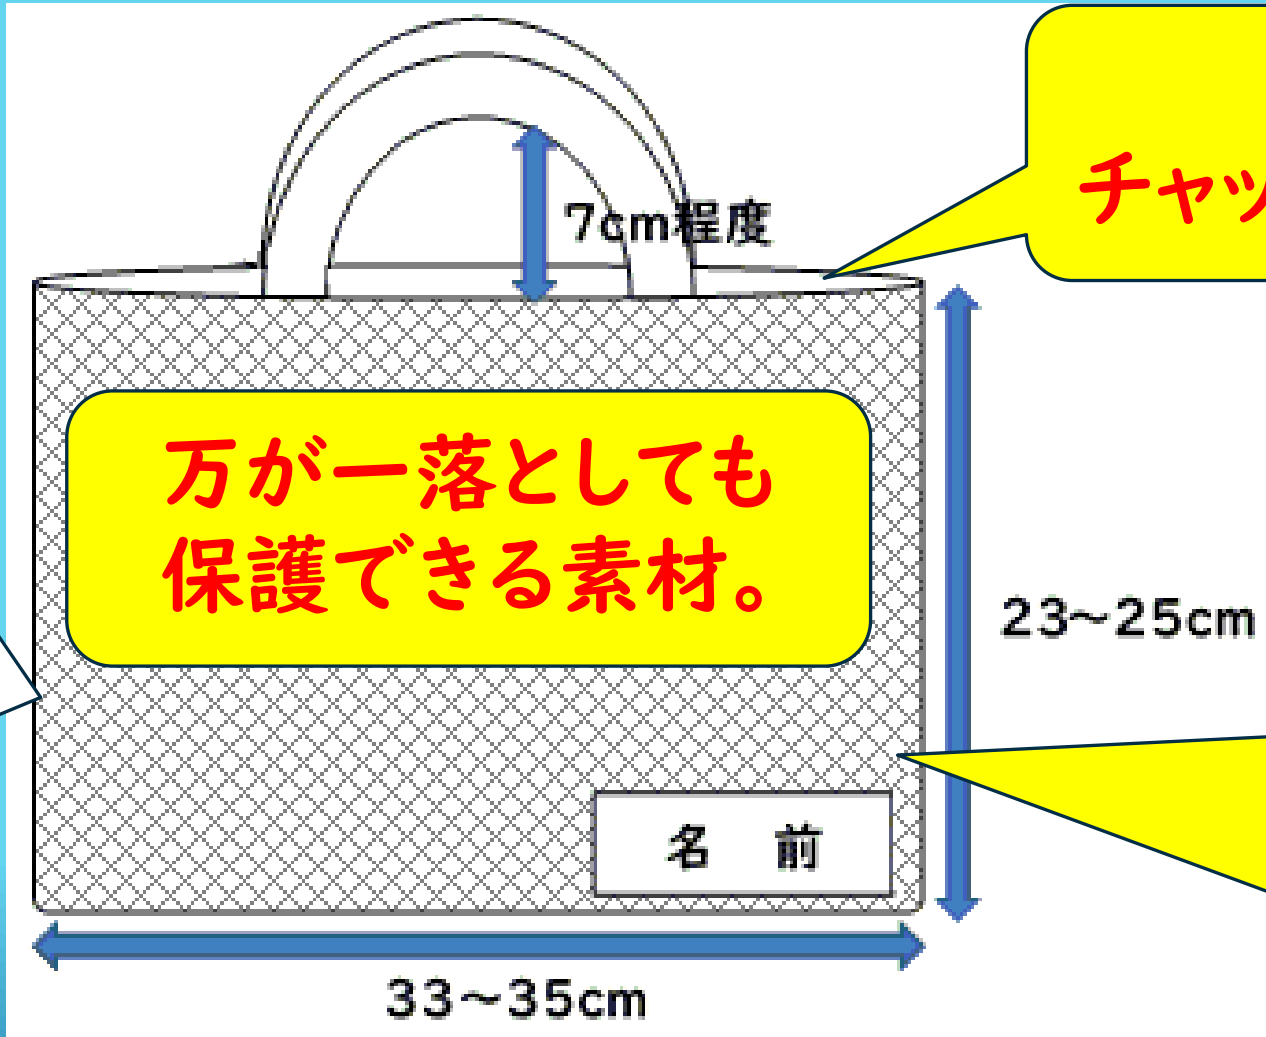 チャッ
7cm程度
万が一落としても
保護できる素材。
23～25cm
名　前
33～35cm